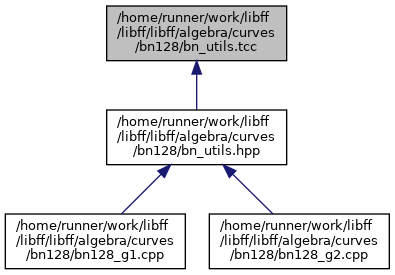 /home/runner/work/libff
/libff/libff/algebra/curves
/bn128/bn_utils.tcc
/home/runner/work/libff
/libff/libff/algebra/curves
/bn128/bn_utils.hpp
/home/runner/work/libff
/libff/libff/algebra/curves
/bn128/bn128_g1.cpp
/home/runner/work/libff
/libff/libff/algebra/curves
/bn128/bn128_g2.cpp